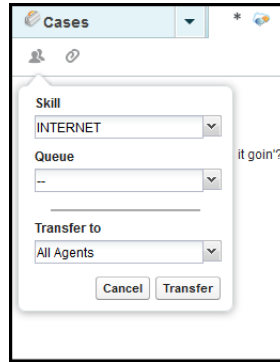 Cases
*
Skill
INTERNET
it goin'?
Queue
--
Transfer to
All Agents
Cancel Transfer